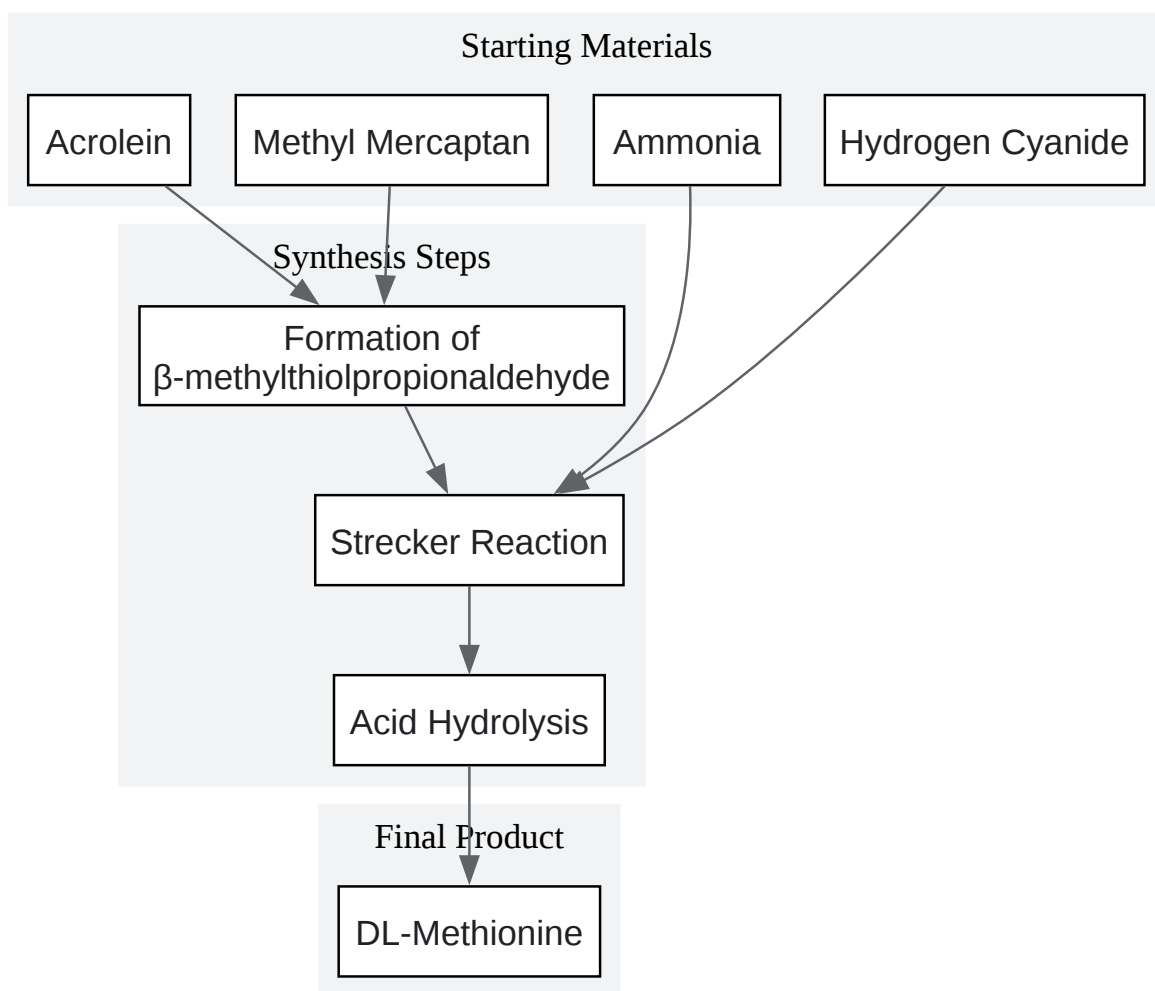 Starting Materials
Acrolein
Methyl Mercaptan
Ammonia
Hydrogen Cyanide
Synthesis Steps
Formation of
β-methylthiolpropionaldehyde
Strecker Reaction
Acid Hydrolysis
Final Product
DL-Methionine